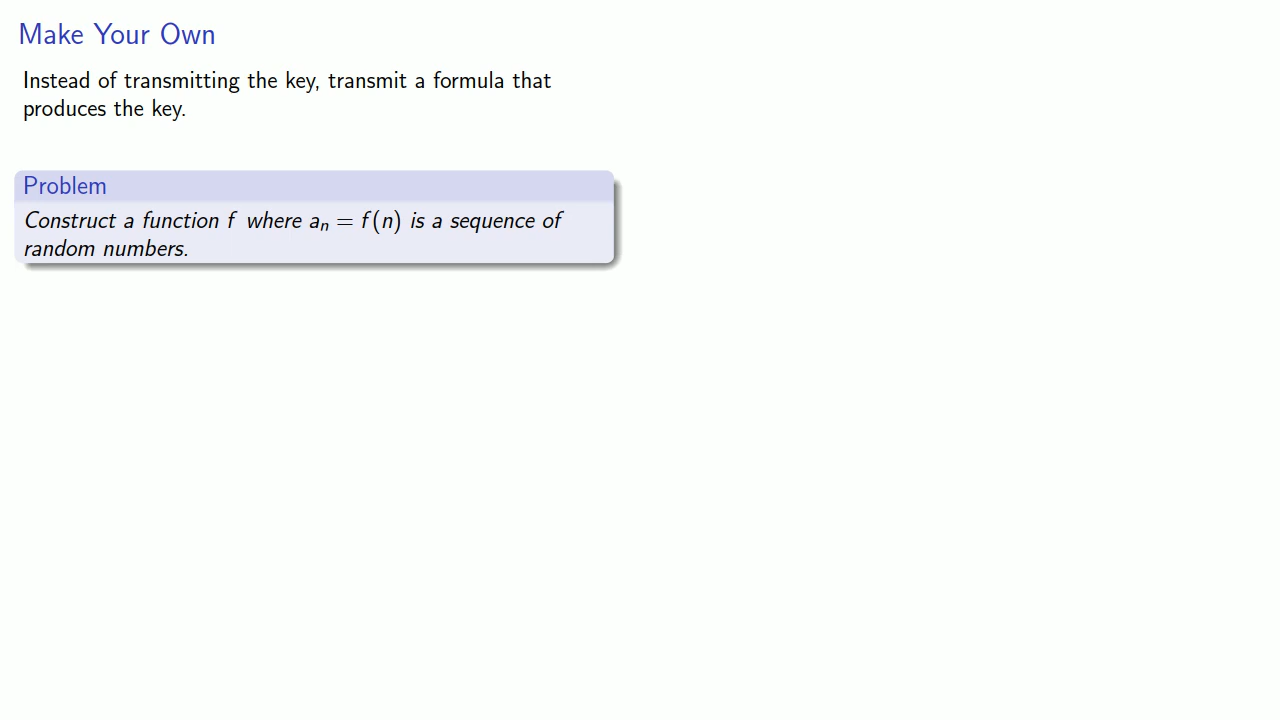 Make Your Own
Instead of transmitting the key, transmit a formula that
produces the key.
Problem
Construct a function f where aₙ = f(n) is a sequence of
random numbers.